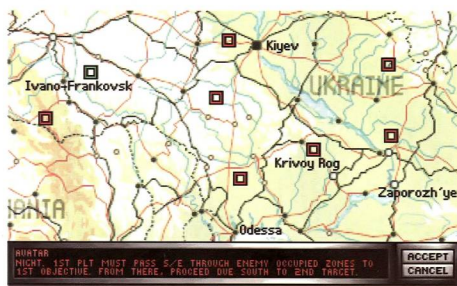 Kiyev
UKRAINE
Ivano-Frankovsk
Krivoy Rog
Zaporozh'ye
MANIA
Odessa
AVATAR
NIGHT. 1ST PLT MUST PASS S/E THROUGH ENEMY OCCUPIED ZONES TO
1ST OBJECTIVE. FROM THERE, PROCEED DUE SOUTH TO 2ND TARGET.
ACCEPT
CANCEL